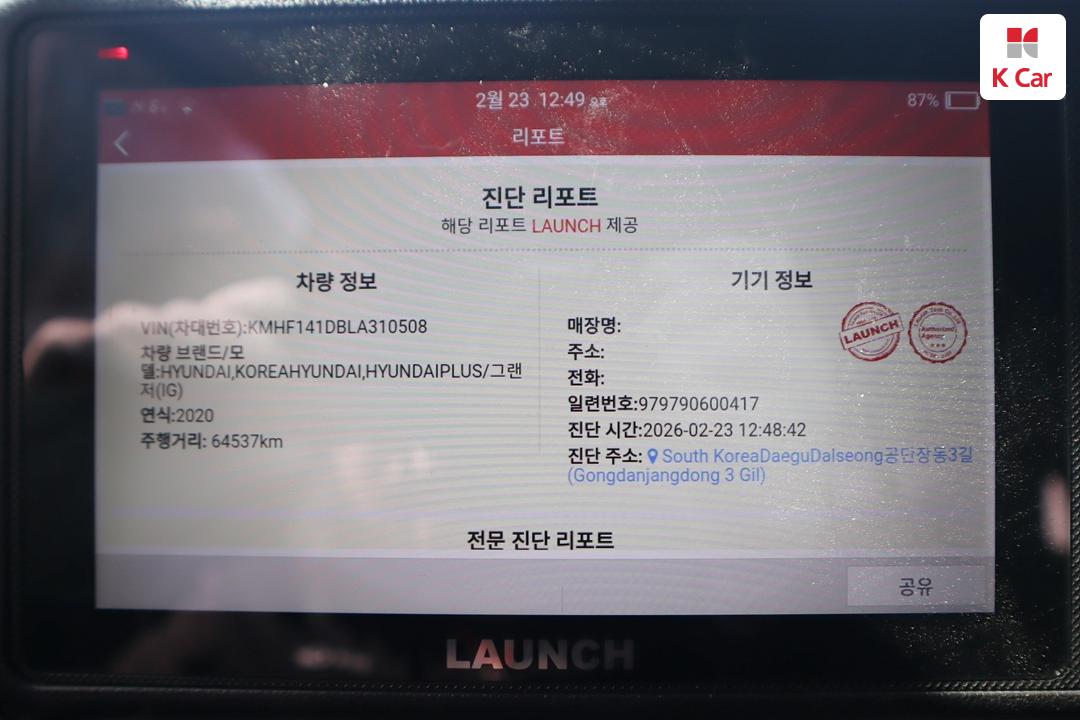 K Car
2월 23 12:49 오후
87%
리포트
진단 리포트
해당 리포트 LAUNCH 제공
차량 정보
VIN(차대번호):KMHF141DBLA310508
차량 브랜드/모
델:HYUNDAI,KOREAHYUNDAI,HYUNDAIPLUS/그랜
저(IG)
연식:2020
주행거리: 64537km
기기 정보
매장명:
주소:
전화:
일련번호:979790600417
진단 시간:2026-02-23 12:48:42
진단 주소: South KoreaDaeguDalseong공단장동3길
(Gongdanjangdong 3 Gil)
LAUNCH
Authorized
Agency
전문 진단 리포트
공유
LAUNCH